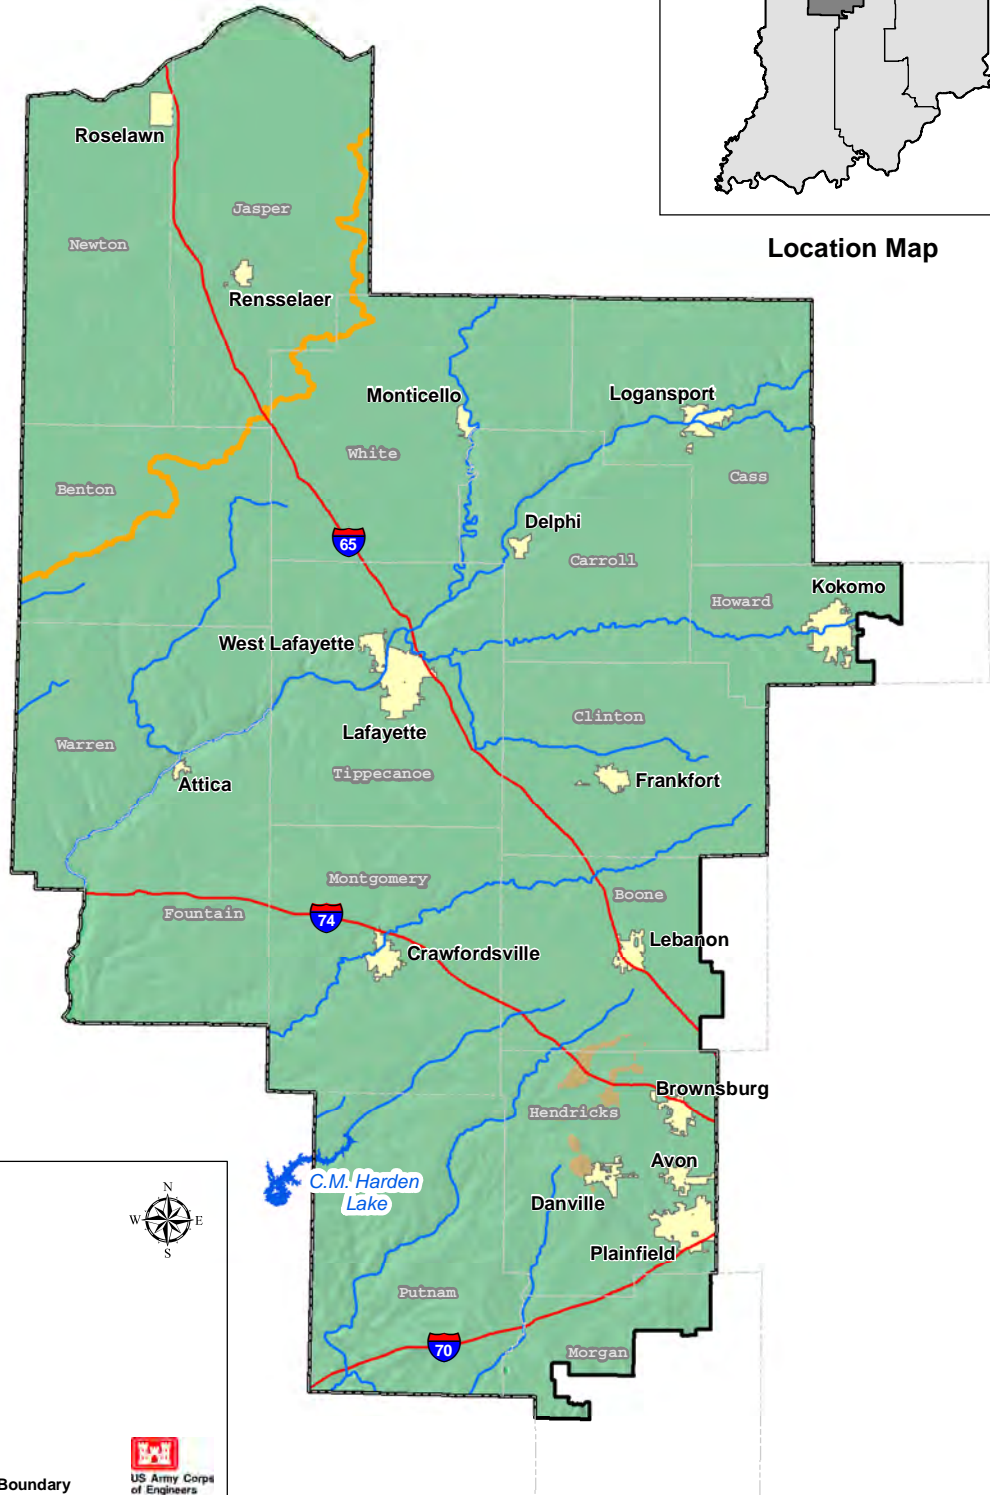 Location Map
Roselawn
Jasper
Newton
Rensselaer
Monticello
Logansport
White
Cass
Benton
Delphi
65
Carroll
Kokomo
Howard
West Lafayette
Clinton
Lafayette
Warren
Tippecanoe
Attica
Frankfort
Montgomery
Boone
Fountain
74
Lebanon
Crawfordsville
Brownsburg
Hendricks
Avon
C.M. Harden
Lake
Danville
Plainfield
Putnam
70
Morgan
N
W
E
S
US Army Corps
of Engineers
Boundary